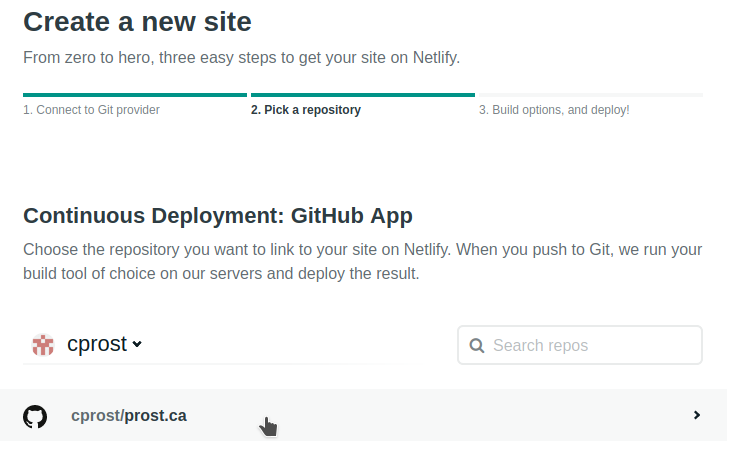 Create a new site
From zero to hero, three easy steps to get your site on Netlify.
1. Connect to Git provider
2. Pick a repository
3. Build options, and deploy!
Continuous Deployment: GitHub App
Choose the repository you want to link to your site on Netlify. When you push to Git, we run your
build tool of choice on our servers and deploy the result.
cprost
Search repos
cprost/prost.ca